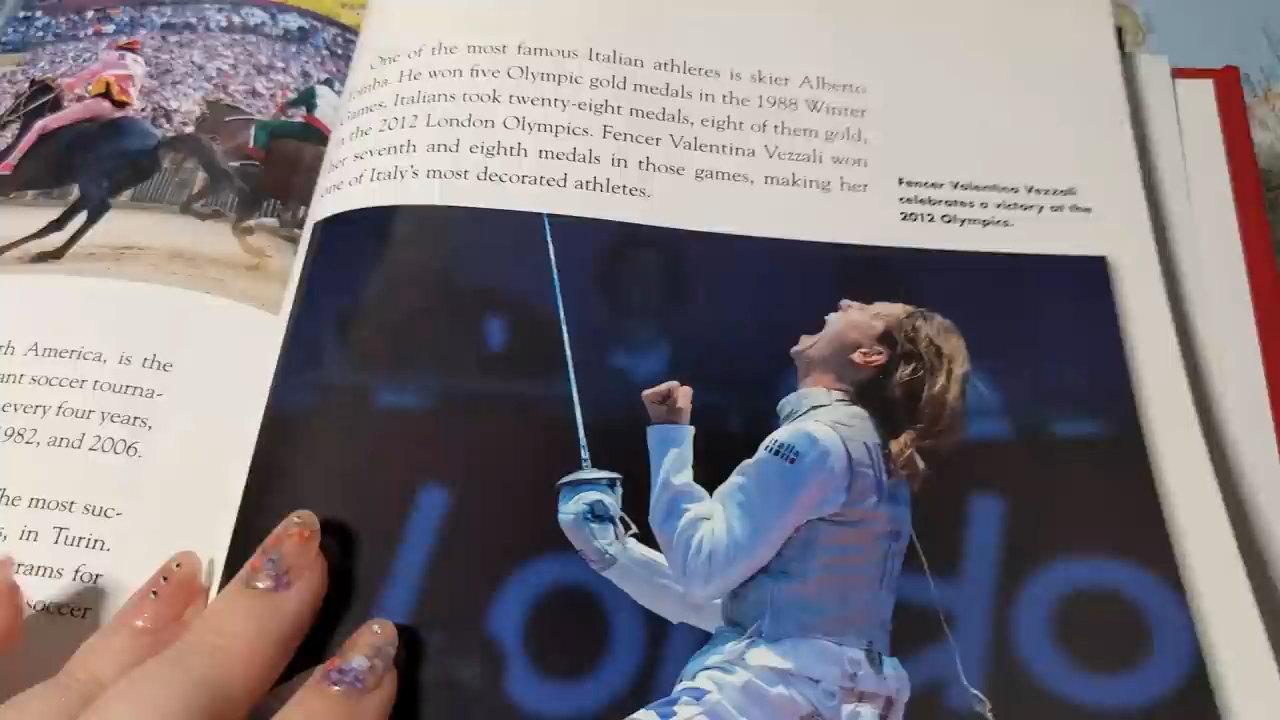 rth America, is the
ant soccer tourna-
every four years,
1982, and 2006.
he most suc-
, in Turin.
rams for
soccer
One of the most famous Italian athletes is skier Alberto
Tomba. He won five Olympic gold medals in the 1988 Winter
Games. Italians took twenty-eight medals, eight of them gold,
in the 2012 London Olympics. Fencer Valentina Vezzali won
her seventh and eighth medals in those games, making her
one of Italy's most decorated athletes.
Fencer Valentina Vezzali
celebrates a victory at the
2012 Olympics.
Italia
ondo